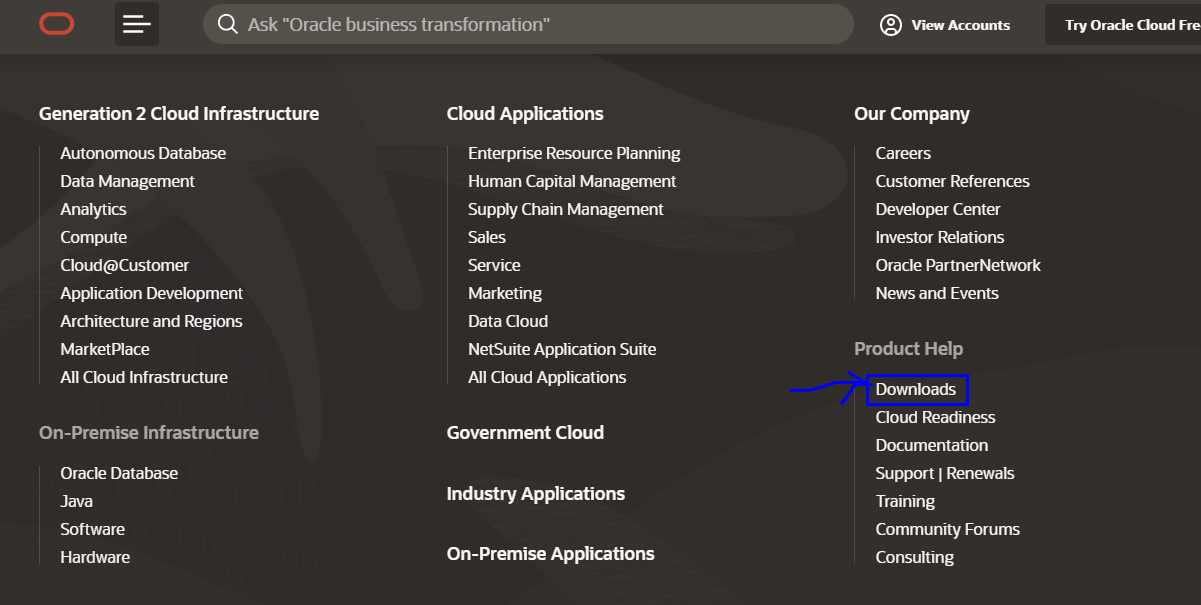 Ask "Oracle business transformation"
View Accounts
Try Oracle Cloud Fre
Generation 2 Cloud Infrastructure
Autonomous Database
Data Management
Analytics
Compute
Cloud@Customer
Application Development
Architecture and Regions
MarketPlace
All Cloud Infrastructure
On-Premise Infrastructure
Oracle Database
Java
Software
Hardware
Cloud Applications
Enterprise Resource Planning
Human Capital Management
Supply Chain Management
Sales
Service
Marketing
Data Cloud
NetSuite Application Suite
All Cloud Applications
Government Cloud
Industry Applications
On-Premise Applications
Our Company
Careers
Customer References
Developer Center
Investor Relations
Oracle PartnerNetwork
News and Events
Product Help
Downloads
Cloud Readiness
Documentation
Support | Renewals
Training
Community Forums
Consulting